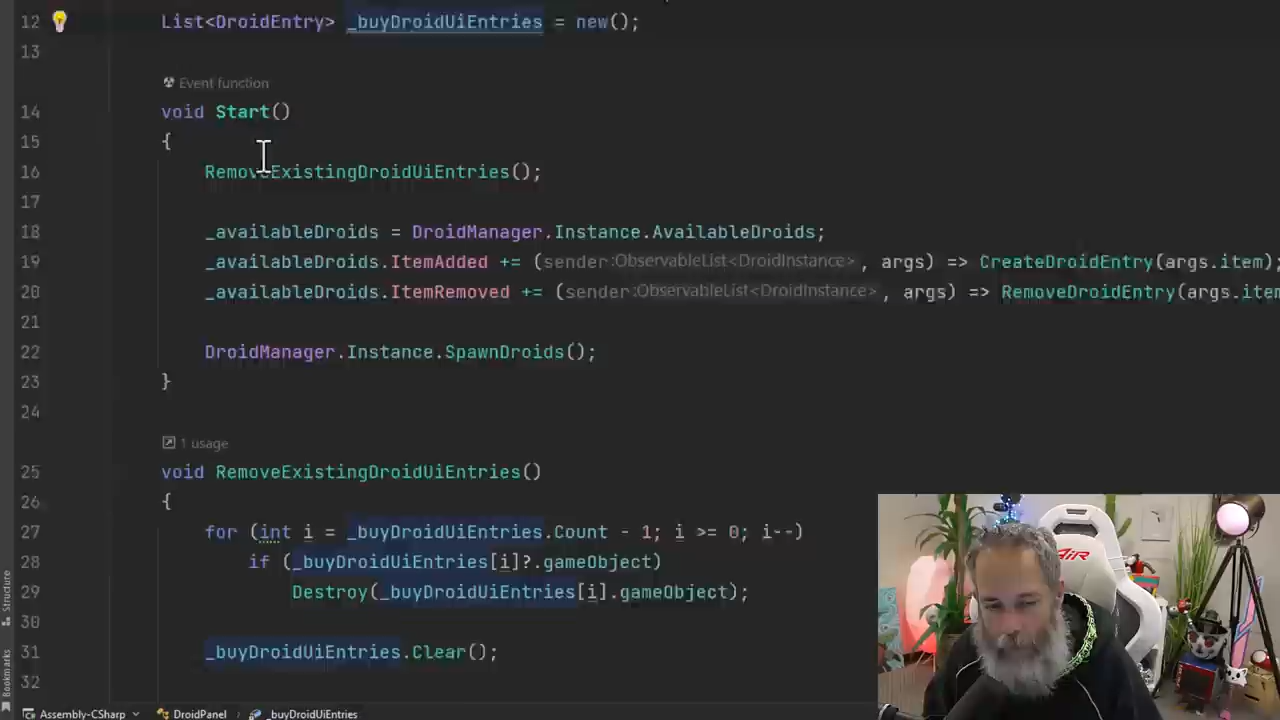 12 List<DroidEntry> _buyDroidUiEntries = new();
13
Event function
14 void Start()
15 {
16 RemoveExistingDroidUiEntries();
17
18 _availableDroids = DroidManager.Instance.AvailableDroids;
19 _availableDroids.ItemAdded += (sender:ObservableList<DroidInstance>, args) => CreateDroidEntry(args.item);
20 _availableDroids.ItemRemoved += (sender:ObservableList<DroidInstance>, args) => RemoveDroidEntry(args.item
21
22 DroidManager.Instance.SpawnDroids();
23 }
24
1 usage
25 void RemoveExistingDroidUiEntries()
26 {
27 for (int i = _buyDroidUiEntries.Count - 1; i >= 0; i--)
28 if (_buyDroidUiEntries[i]?.gameObject)
29 Destroy(_buyDroidUiEntries[i].gameObject);
30
31 _buyDroidUiEntries.Clear();
32
Structure
Bookmarks
AiR
Assembly-CSharp DroidPanel _buyDroidUiEntries